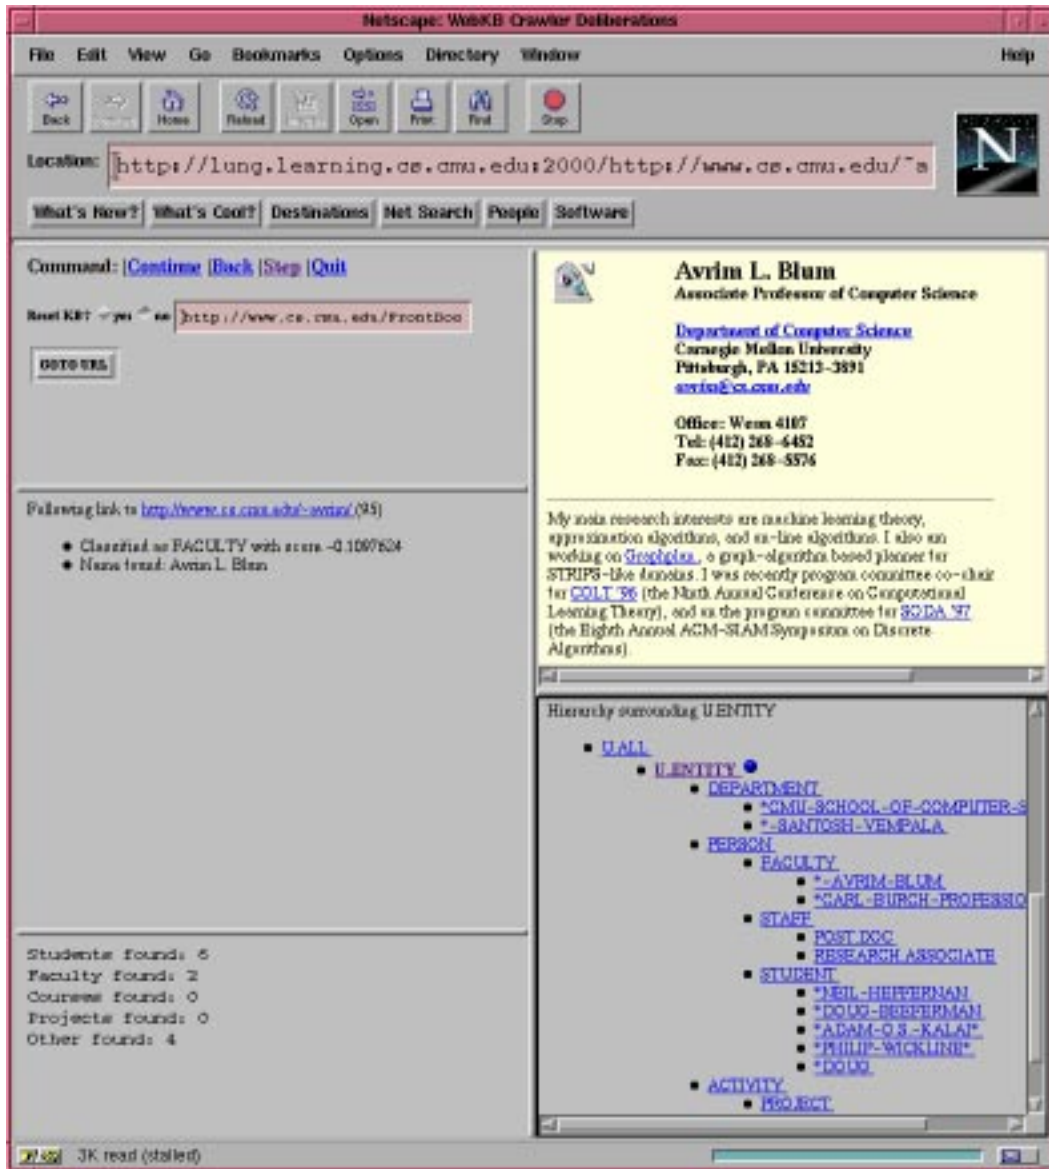 Netscape: WebKB Crawler Deliberations
File Edit View Go Bookmarks Options Directory Window Help
Back Home Reload Open Print Find Stop
Location: http://lung.learning.cs.cmu.edu:2000/http://www.cs.cmu.edu/~a
N
What's New? What's Cool? Destinations Net Search People Software
Command: |Continue |Back |Step |Quit
Reset KB? yes no http://www.cs.cmu.edu/FrontDoo
GOTO URL
Following link to http://www.cs.cmu.edu/~avrim/ (95)
Classified as FACULTY with score -0.1097624
Name found: Avrim L. Blum
Students found: 6
Faculty found: 2
Courses found: 0
Projects found: 0
Other found: 4
Avrim L. Blum
Associate Professor of Computer Science
Department of Computer Science
Carnegie Mellon University
Pittsburgh, PA 15213-3891
avrim@cs.cmu.edu
Office: Wean 4107
Tel: (412) 268-6452
Fax: (412) 268-5576
My main research interests are machine learning theory,
approximation algorithms, and on-line algorithms. I also am
working on Graphplan , a graph-algorithm based planner for
STRIPS-like domains. I was recently program committee co-chair
for COLT '96 (the Ninth Annual Conference on Computational
Learning Theory), and on the program committee for SODA '97
(the Eighth Annual ACM-SIAM Symposium on Discrete
Algorithms).
Hierarchy surrounding U.ENTITY
U.ALL
U.ENTITY
DEPARTMENT
*CMU-SCHOOL-OF-COMPUTER-S
*-SANTOSH-VEMPALA
PERSON
FACULTY
*-AVRIM-BLUM
*CARL-BURCH-PROFESSIO
STAFF
POST.DOC
RESEARCH.ASSOCIATE
STUDENT
*NEIL-HEFFERNAN
*DOUG-BEEFERMAN
*ADAM-O.S.-KALAI*
*PHILIP-WICKLINE*
*DOUG
ACTIVITY
PROJECT
3K read (stalled)